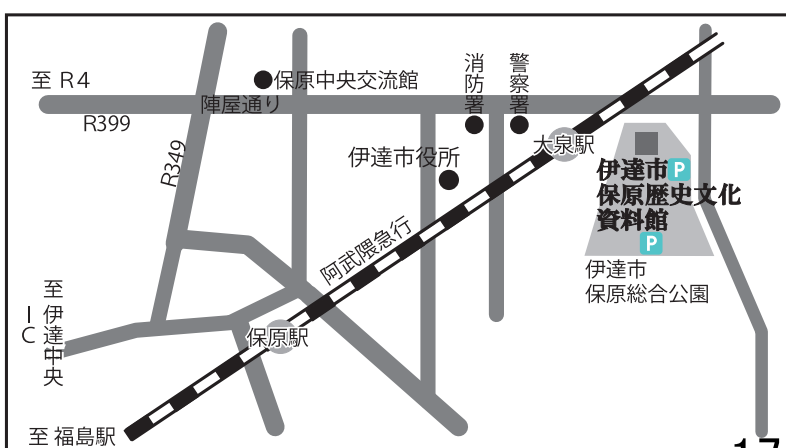 至 R4
保原中央交流館
陣屋通り
R399
R349
消防署
警察署
大泉駅
伊達市役所
伊達市 P
保原歴史文化
資料館
P
伊達市
保原総合公園
阿武隈急行
至 伊達中央
IC
保原駅
至 福島駅
17